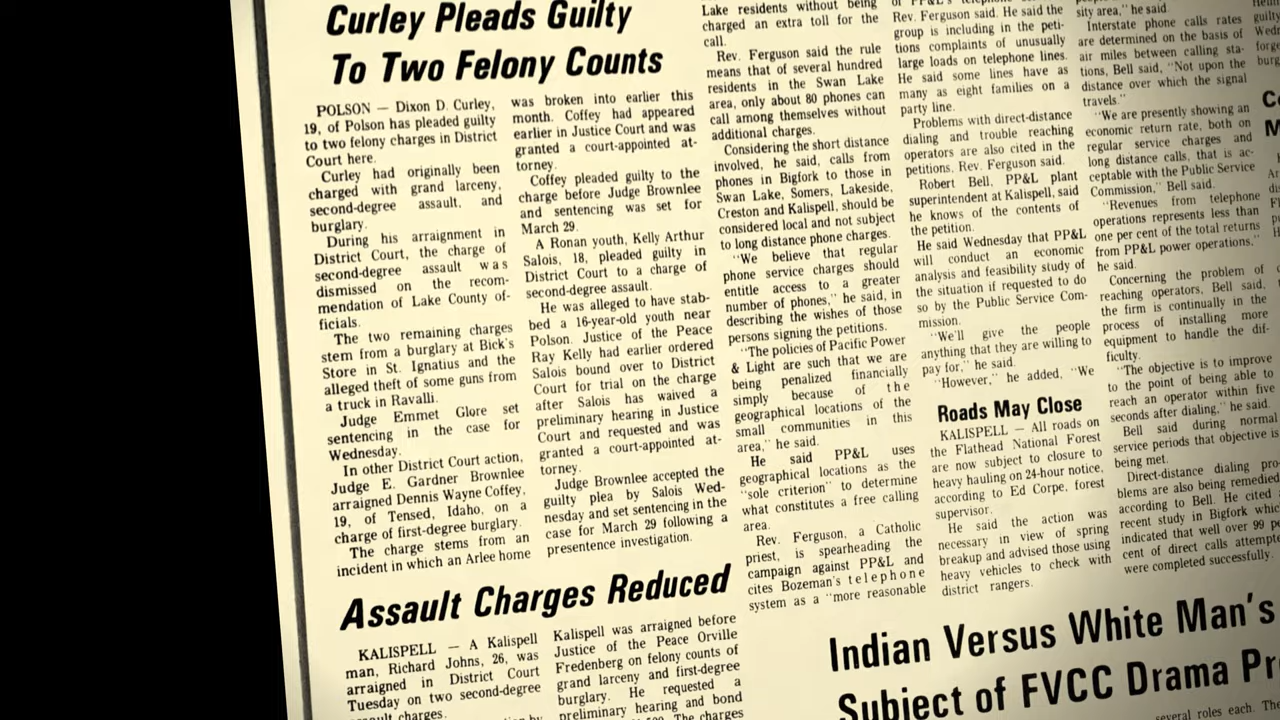 Curley Pleads Guilty
To Two Felony Counts
POLSON — Dixon D. Curley,
19, of Polson has pleaded guilty
to two felony charges in District
Court here.
Curley had originally been
charged with grand larceny,
second-degree assault, and
burglary.
During his arraignment in
District Court, the charge of
second-degree assault was
dismissed on the recom-
mendation of Lake County of-
ficials.
The two remaining charges
stem from a burglary at Bick's
Store in St. Ignatius and the
alleged theft of some guns from
a truck in Ravalli.
Judge Emmet Glore set
sentencing in the case for
Wednesday.
In other District Court action,
Judge E. Gardner Brownlee
arraigned Dennis Wayne Coffey,
19, of Tensed, Idaho, on a
charge of first-degree burglary.
The charge stems from an
incident in which an Arlee home
was broken into earlier this
month. Coffey had appeared
earlier in Justice Court and was
granted a court-appointed at-
torney.
Coffey pleaded guilty to the
charge before Judge Brownlee
and sentencing was set for
March 29.
A Ronan youth, Kelly Arthur
Salois, 18, pleaded guilty in
District Court to a charge of
second-degree assault.
He was alleged to have stab-
bed a 16-year-old youth near
Polson. Justice of the Peace
Ray Kelly had earlier ordered
Salois bound over to District
Court for trial on the charge
after Salois has waived a
preliminary hearing in Justice
Court and requested and was
granted a court-appointed at-
torney.
Judge Brownlee accepted the
guilty plea by Salois Wed-
nesday and set sentencing in the
case for March 29 following a
presentence investigation.
Assault Charges Reduced
KALISPELL — A Kalispell
man, Richard Johns, 26, was
arraigned in District Court
Tuesday on two second-degree
charges.
Kalispell was arraigned before
Justice of the Peace Orville
Fredenberg on felony counts of
grand larceny and first-degree
burglary. He requested a
preliminary hearing and bond
The charges
Lake residents without being
charged an extra toll for the
call.
Rev. Ferguson said the rule
means that of several hundred
residents in the Swan Lake
area, only about 80 phones can
call among themselves without
additional charges.
Considering the short distance
involved, he said, calls from
phones in Bigfork to those in
Swan Lake, Somers, Lakeside,
Creston and Kalispell, should be
considered local and not subject
to long distance phone charges.
"We believe that regular
phone service charges should
entitle access to a greater
number of phones," he said, in
describing the wishes of those
persons signing the petitions.
"The policies of Pacific Power
& Light are such that we are
being penalized financially
simply because of the
geographical locations of the
small communities in this
area," he said.
He said PP&L uses
geographical locations as the
"sole criterion" to determine
what constitutes a free calling
area.
Rev. Ferguson, a Catholic
priest, is spearheading the
campaign against PP&L and
cites Bozeman's telephone
system as a "more reasonable
of PP&L's
Rev. Ferguson said. He said the
group is including in the peti-
tions complaints of unusually
large loads on telephone lines.
He said some lines have as
many as eight families on a
party line.
Problems with direct-distance
dialing and trouble reaching
operators are also cited in the
petitions, Rev. Ferguson said.
Robert Bell, PP&L plant
superintendent at Kalispell, said
he knows of the contents of
the petition.
He said Wednesday that PP&L
will conduct an economic
analysis and feasibility study of
the situation if requested to do
so by the Public Service Com-
mission.
"We'll give the people
anything that they are willing to
pay for," he said.
"However," he added, "We
Roads May Close
KALISPELL — All roads on
the Flathead National Forest
are now subject to closure to
heavy hauling on 24-hour notice,
according to Ed Corpe, forest
supervisor.
He said the action was
necessary in view of spring
breakup and advised those using
heavy vehicles to check with
district rangers.
sity area," he said.
Interstate phone calls rates
are determined on the basis of
air miles between calling sta-
tions, Bell said, "Not upon the
distance over which the signal
travels."
"We are presently showing an
economic return rate, both on
regular service charges and
long distance calls, that is ac-
ceptable with the Public Service
Commission," Bell said.
"Revenues from telephone
operations represents less than
one per cent of the total returns
from PP&L power operations,"
he said.
Concerning the problem of
reaching operators, Bell said,
the firm is continually in the
process of installing more
equipment to handle the dif-
ficulty.
"The objective is to improve
to the point of being able to
reach an operator within five
seconds after dialing," he said.
Bell said during normal
service periods that objective is
being met.
Direct-distance dialing pro-
blems are also being remedied
according to Bell. He cited
recent study in Bigfork which
indicated that well over 99
cent of direct calls
were completed successfully.
Indian Versus White Man's
Subject of FVCC Drama
several roles each. The